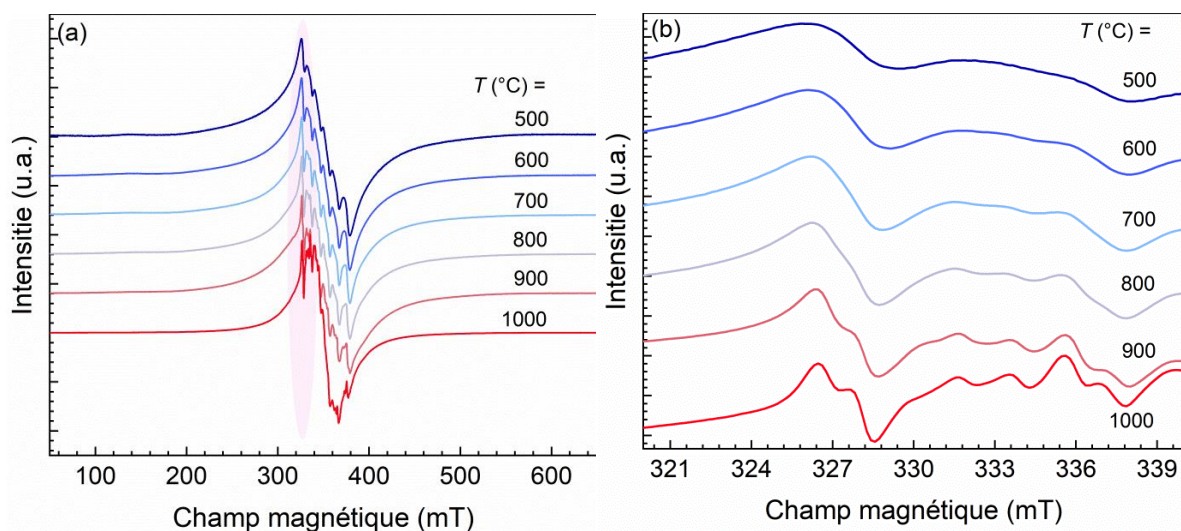 (a)
T (°C) =
500
600
700
800
900
1000
Intensitie (u.a.)
100 200 300 400 500 600
Champ magnétique (mT)
(b)
T (°C) =
500
600
700
800
900
1000
Intensitie (u.a.)
321 324 327 330 333 336 339
Champ magnétique (mT)